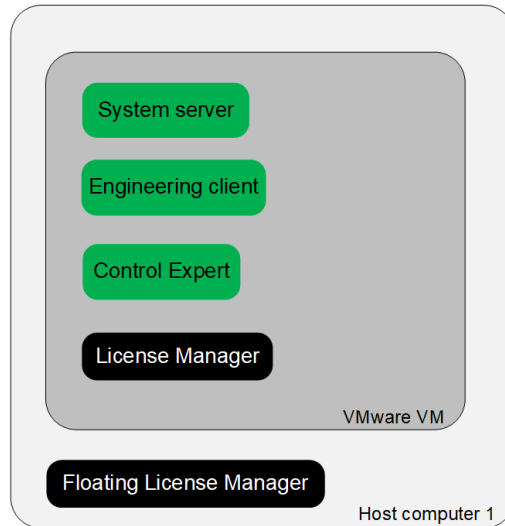 System server
Engineering client
Control Expert
License Manager
VMware VM
Floating License Manager
Host computer 1